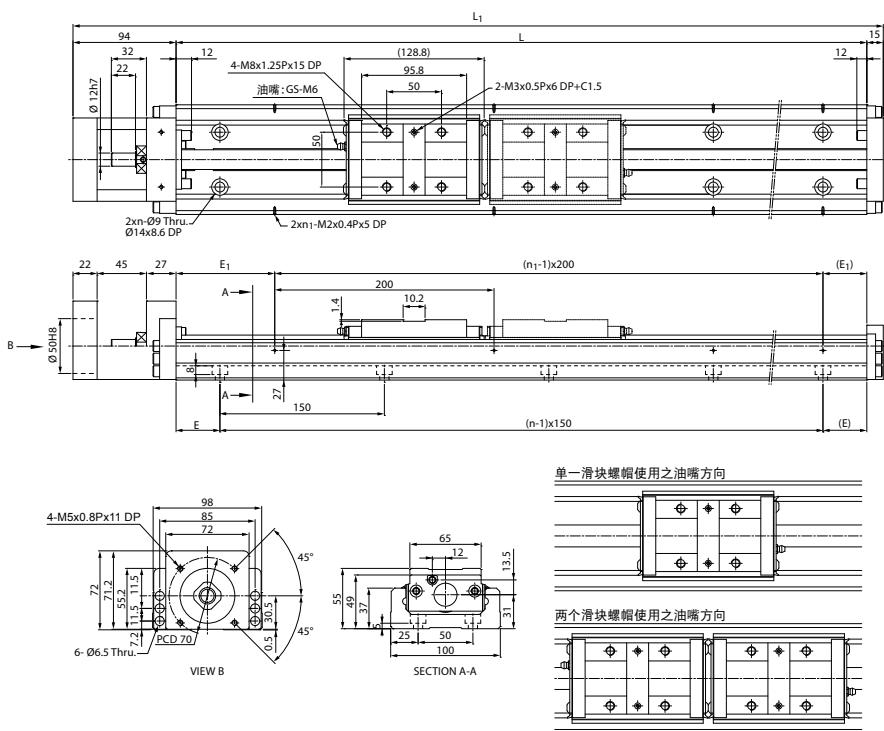 L1
94
L
15
32
12
(128.8)
12
22
4-M8x1.25Px15 DP
95.8
油嘴:GS-M6
50
2-M3x0.5Px6 DP+C1.5
Ø 12h7
50
2xn-Ø9 Thru.
Ø14x8.6 DP
2xn1-M2x0.4Px5 DP
22
45
27
E1
(n1-1)x200
(E1)
A
200
1.4
10.2
B
Ø 50H8
8
A
27
150
E
(n-1)x150
(E)
单一滑块螺帽使用之油嘴方向
98
4-M5x0.8Px11 DP
85
72
45°
72
71.2
55.2
11.5
11.5
7.2
30.5
0.5
45°
PCD 70
6- Ø6.5 Thru.
VIEW B
65
12
13.5
55
49
37
6
31
25
50
100
SECTION A-A
两个滑块螺帽使用之油嘴方向